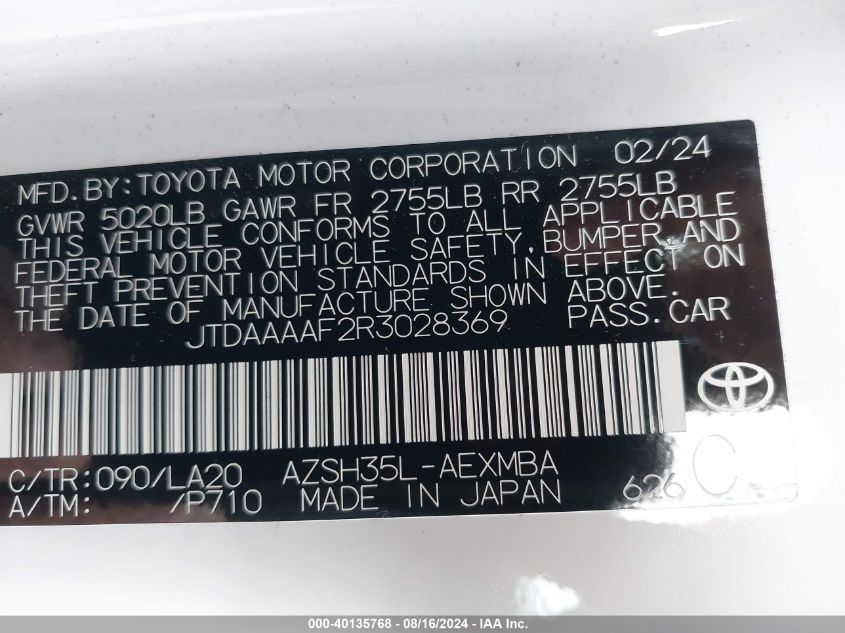 MFD. BY: TOYOTA MOTOR CORPORATION 02/24
GVWR 5020LB GAWR FR 2755LB RR 2755LB
THIS VEHICLE CONFORMS TO ALL APPLICABLE
FEDERAL MOTOR VEHICLE SAFETY, BUMPER, AND
THEFT PREVENTION STANDARDS IN EFFECT ON
THE DATE OF MANUFACTURE SHOWN ABOVE.
JTDAAAAF2R3028369 PASS. CAR
C/TR: 090/LA20 AZSH35L-AEXMBA
A/TM: /P710 MADE IN JAPAN 626 C
000-40135768 - 08/16/2024 - IAA Inc.